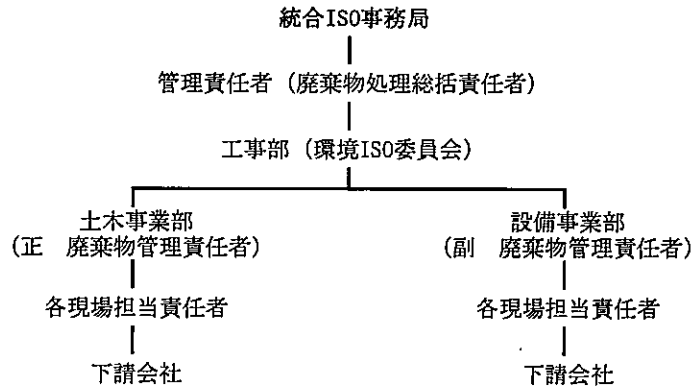 統合ISO事務局
管理責任者（廃棄物処理総括責任者）
工事部（環境ISO委員会）
土木事業部
（正　廃棄物管理責任者）
設備事業部
（副　廃棄物管理責任者）
各現場担当責任者
各現場担当責任者
下請会社
下請会社